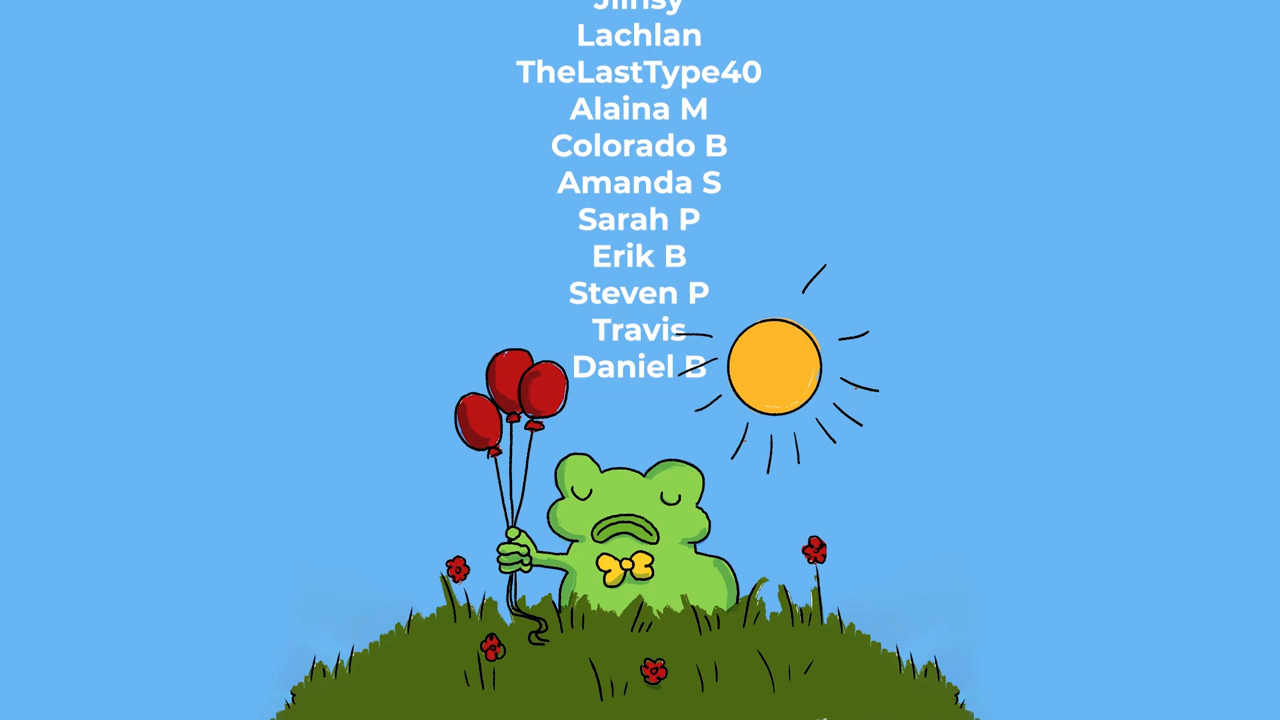 Lachlan
TheLastType40
Alaina M
Colorado B
Amanda S
Sarah P
Erik B
Steven P
Travis
Daniel B